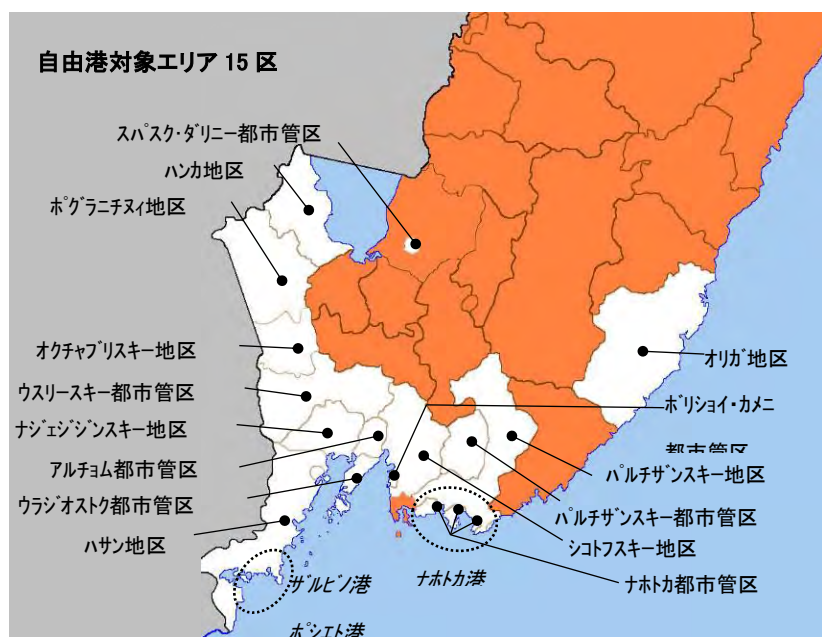 自由港対象エリア 15 区
スパスク・ダリニー都市管区
ハンカ地区
ポグラニチヌィ地区
オクチャブリスキー地区
ウスリースキー都市管区
ナジェジジンスキー地区
アルチョム都市管区
ウラジオストク都市管区
ハサン地区
オリガ地区
ボリショイ・カメニ
都市管区
パルチザンスキー地区
パルチザンスキー都市管区
シコトフスキー地区
ナホトカ都市管区
ナホトカ港
ザルビノ港
ポシェト港